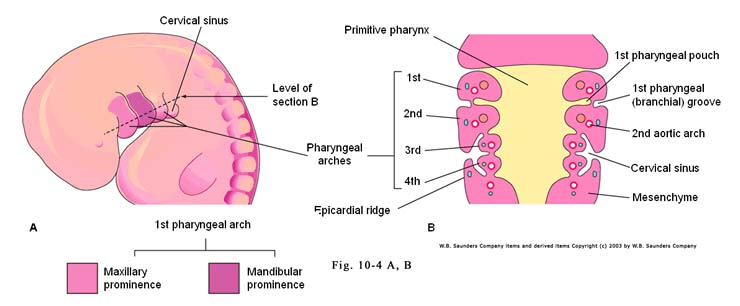 Cervical sinus
Level of
section B
Pharyngeal
arches
A
1st pharyngeal arch
Maxillary
prominence
Mandibular
prominence
Primitive pharynx
1st
2nd
3rd
4th
Epicardial ridge
1st pharyngeal pouch
1st pharyngeal
(branchial) groove
2nd aortic arch
Cervical sinus
Mesenchyme
B
W.B. Saunders Company items and derived items Copyright (c) 2003 by W.B. Saunders Company
Fig. 10-4 A, B